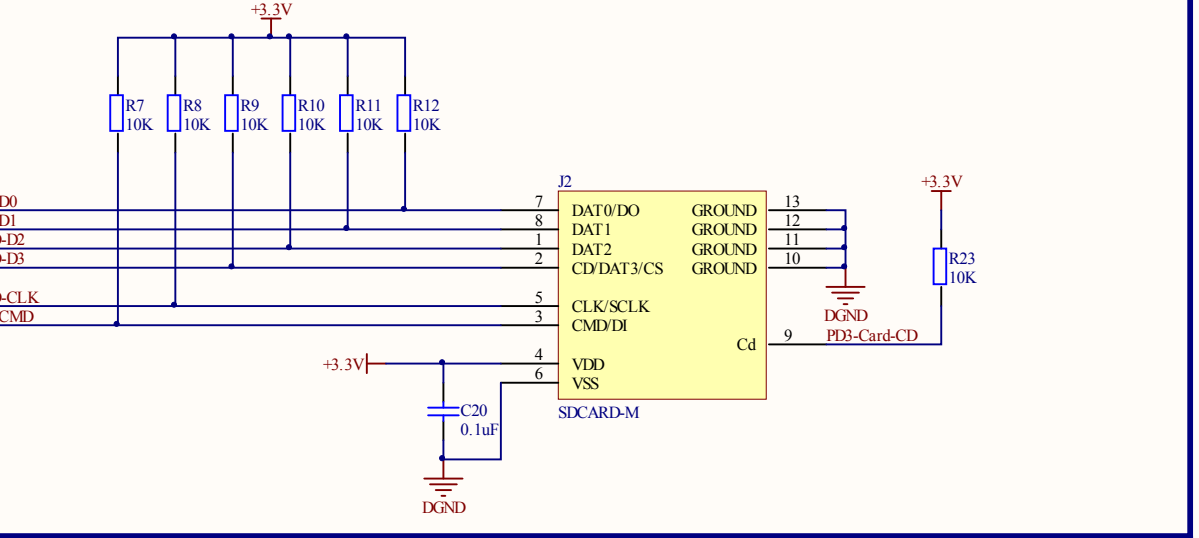 +3.3V
R7
10K
R8
10K
R9
10K
R10
10K
R11
10K
R12
10K
D0
D1
-D2
-D3
-CLK
CMD
J2
7
8
1
2
5
3
4
6
DAT0/DO
DAT1
DAT2
CD/DAT3/CS
CLK/SCLK
CMD/DI
VDD
VSS
GROUND
GROUND
GROUND
GROUND
Cd
13
12
11
10
9
SDCARD-M
+3.3V
C20
0.1uF
DGND
DGND
PD3-Card-CD
+3.3V
R23
10K